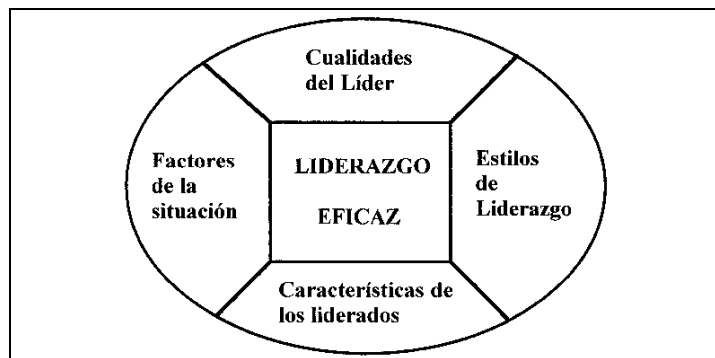 Cualidades
del Líder
Factores
de la
situación
LIDERAZGO
EFICAZ
Estilos
de
Liderazgo
Características de
los liderados